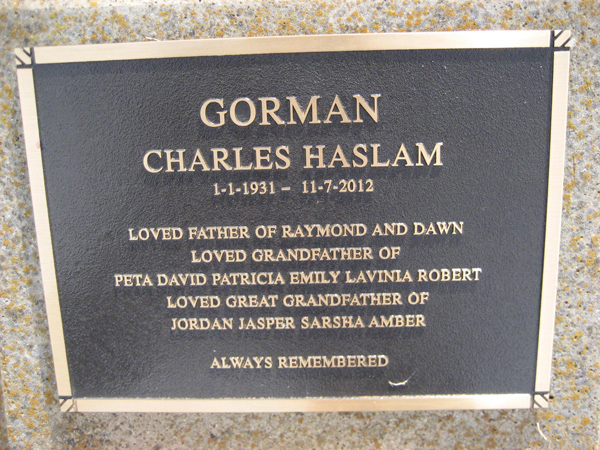 GORMAN
CHARLES HASLAM
1-1-1931 – 11-7-2012
LOVED FATHER OF RAYMOND AND DAWN
LOVED GRANDFATHER OF
PETA DAVID PATRICIA EMILY LAVINIA ROBERT
LOVED GREAT GRANDFATHER OF
JORDAN JASPER SARSHA AMBER
ALWAYS REMEMBERED